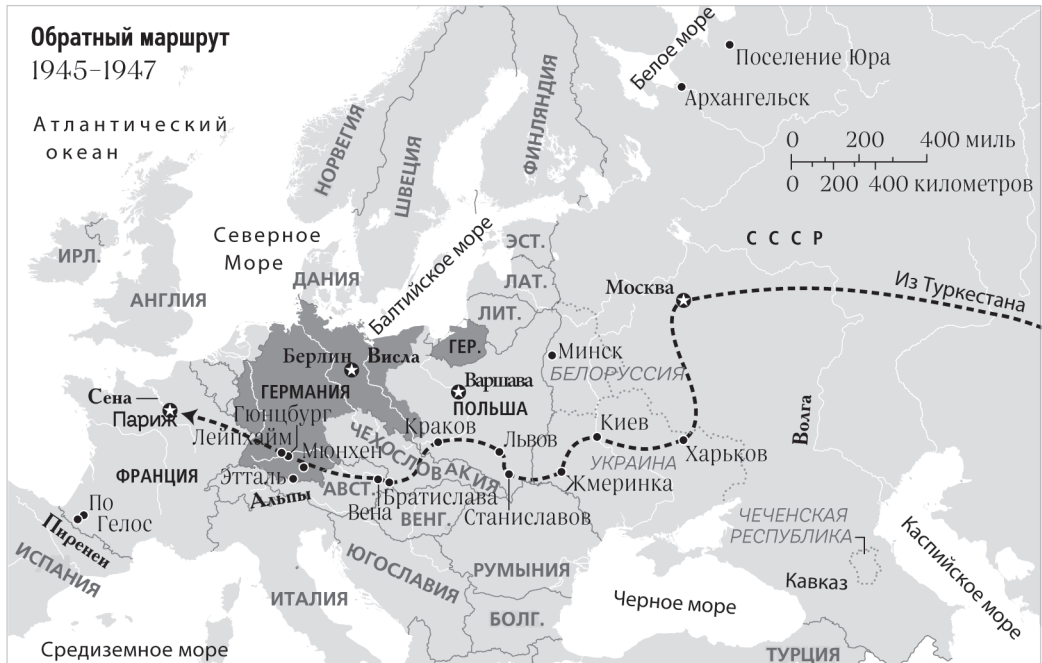 Обратный маршрут
1945–1947
Атлантический
океан
Белое море
Поселение Юра
Архангельск
0 200 400 миль
0 200 400 километров
НОРВЕГИЯ
ШВЕЦИЯ
ФИНЛЯНДИЯ
ИРЛ.
АНГЛИЯ
Северное
Море
ДАНИЯ
Балтийское море
ЭСТ.
ЛАТ.
ЛИТ.
СССР
Москва
Из Туркестана
Берлин
Висла
ГЕР.
Минск
БЕЛОРУССИЯ
ГЕРМАНИЯ
Варшава
ПОЛЬША
Волга
Сена
Париж
Гюнцбург
Лейпхайм
Мюнхен
ЧЕХОСЛОВАКИЯ
Краков
Львов
Киев
Харьков
УКРАИНА
Жмеринка
ФРАНЦИЯ
Этталь
Альпы
АВСТ.
Вена
Братислава
ВЕНГ.
Станиславов
По
Гелос
Пиренеи
ИСПАНИЯ
ЧЕЧЕНСКАЯ
РЕСПУБЛИКА
Каспийское море
Кавказ
ЮГОСЛАВИЯ
РУМЫНИЯ
ИТАЛИЯ
Черное море
БОЛГ.
Средиземное море
ТУРЦИЯ